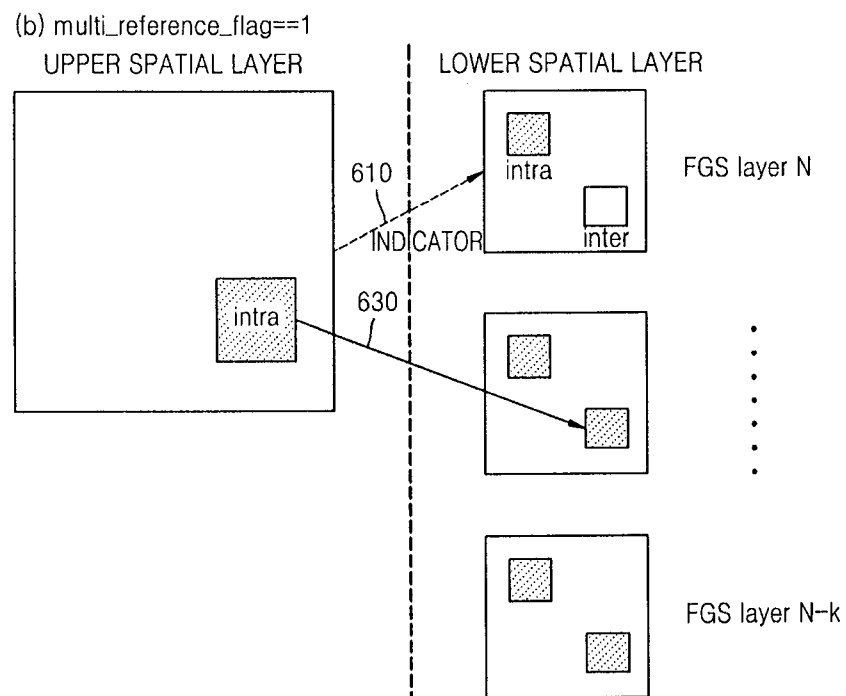 (b) multi_reference_flag==1
UPPER SPATIAL LAYER
LOWER SPATIAL LAYER
intra
inter
FGS layer N
610
INDICATOR
intra
630
FGS layer N-k